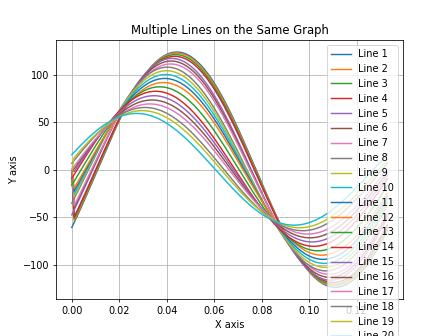 Multiple Lines on the Same Graph
Y axis
100
50
0
−50
−100
0.00
0.02
0.04
0.06
0.08
0.10
X axis
Line 1
Line 2
Line 3
Line 4
Line 5
Line 6
Line 7
Line 8
Line 9
Line 10
Line 11
Line 12
Line 13
Line 14
Line 15
Line 16
Line 17
Line 18
Line 19
Line 20